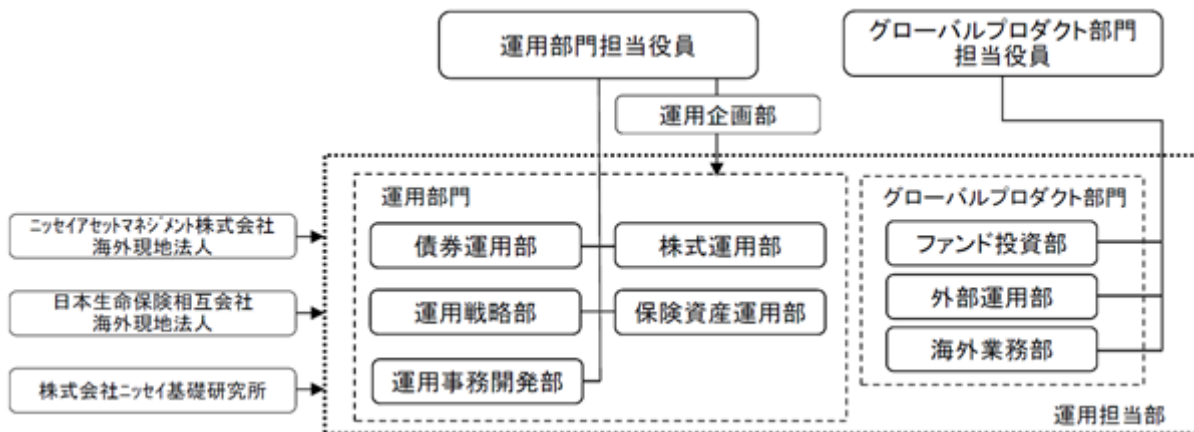 運用部門担当役員
グローバルプロダクト部門
担当役員
運用企画部
運用部門
グローバルプロダクト部門
ニッセイアセットマネジメント株式会社
海外現地法人
債券運用部
株式運用部
ファンド投資部
日本生命保険相互会社
海外現地法人
運用戦略部
保険資産運用部
外部運用部
海外業務部
株式会社ニッセイ基礎研究所
運用事務開発部
運用担当部